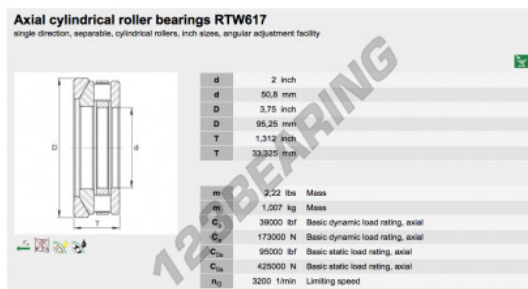 Axial cylindrical roller bearings RTW617
single direction, separable, cylindrical rollers, inch sizes, angular adjustment facility
D
d
T
d 2 inch
d 50,8 mm
D 3,75 inch
D 95,25 mm
T 1,312 inch
T 33,325 mm
m 2,22 lbs Mass
m 1,007 kg Mass
Ca 39000 lbf Basic dynamic load rating, axial
Ca 173000 N Basic dynamic load rating, axial
C0a 95000 lbf Basic static load rating, axial
C0a 425000 N Basic static load rating, axial
nG 3200 1/min Limiting speed
123BEARING